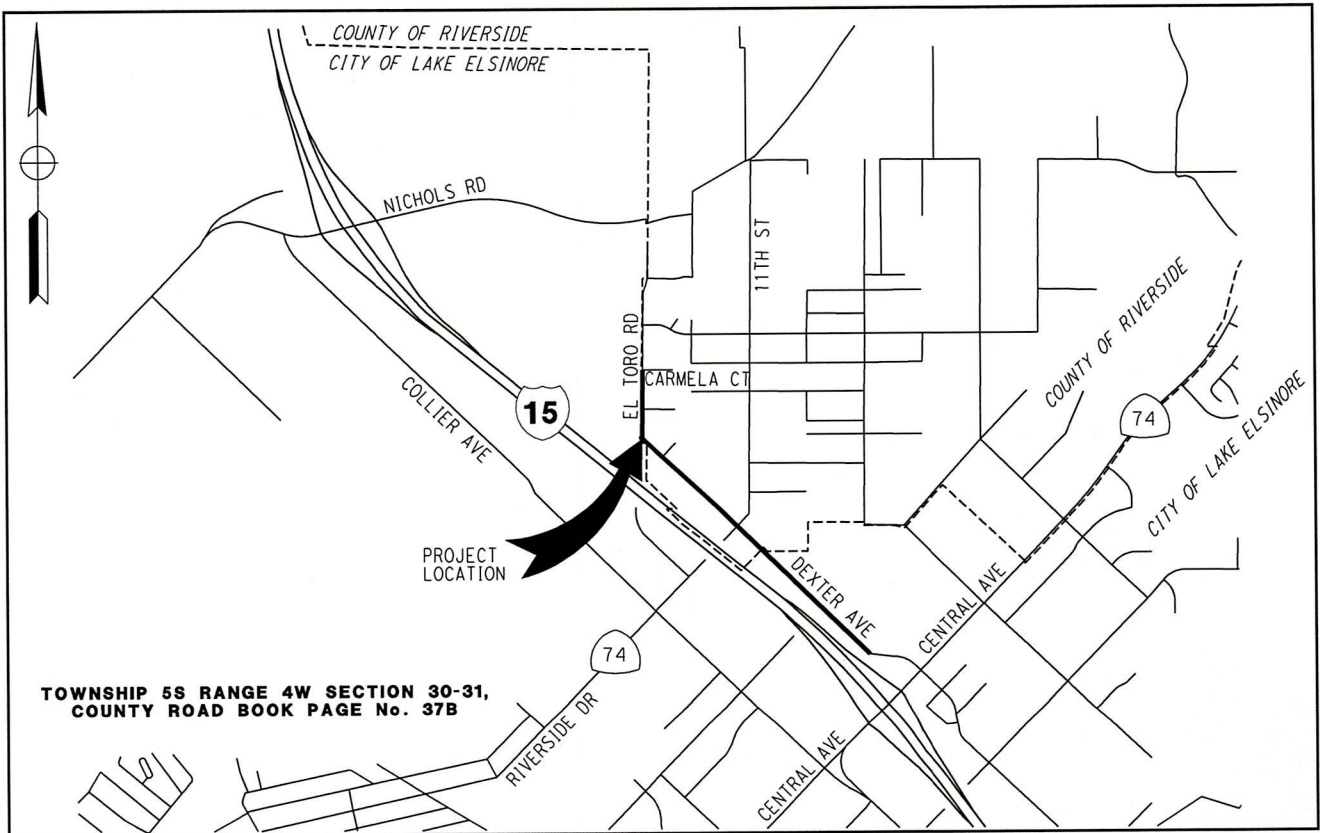 COUNTY OF RIVERSIDE
CITY OF LAKE ELSINORE
NICHOLS RD
11TH ST
COUNTY OF RIVERSIDE
EL TORO RD
CARMELA CT
COLLIER AVE
15
74
CITY OF LAKE ELSINORE
PROJECT
LOCATION
DEXTER AVE
CENTRAL AVE
74
TOWNSHIP 5S RANGE 4W SECTION 30-31,
COUNTY ROAD BOOK PAGE No. 37B
RIVERSIDE DR
CENTRAL AVE